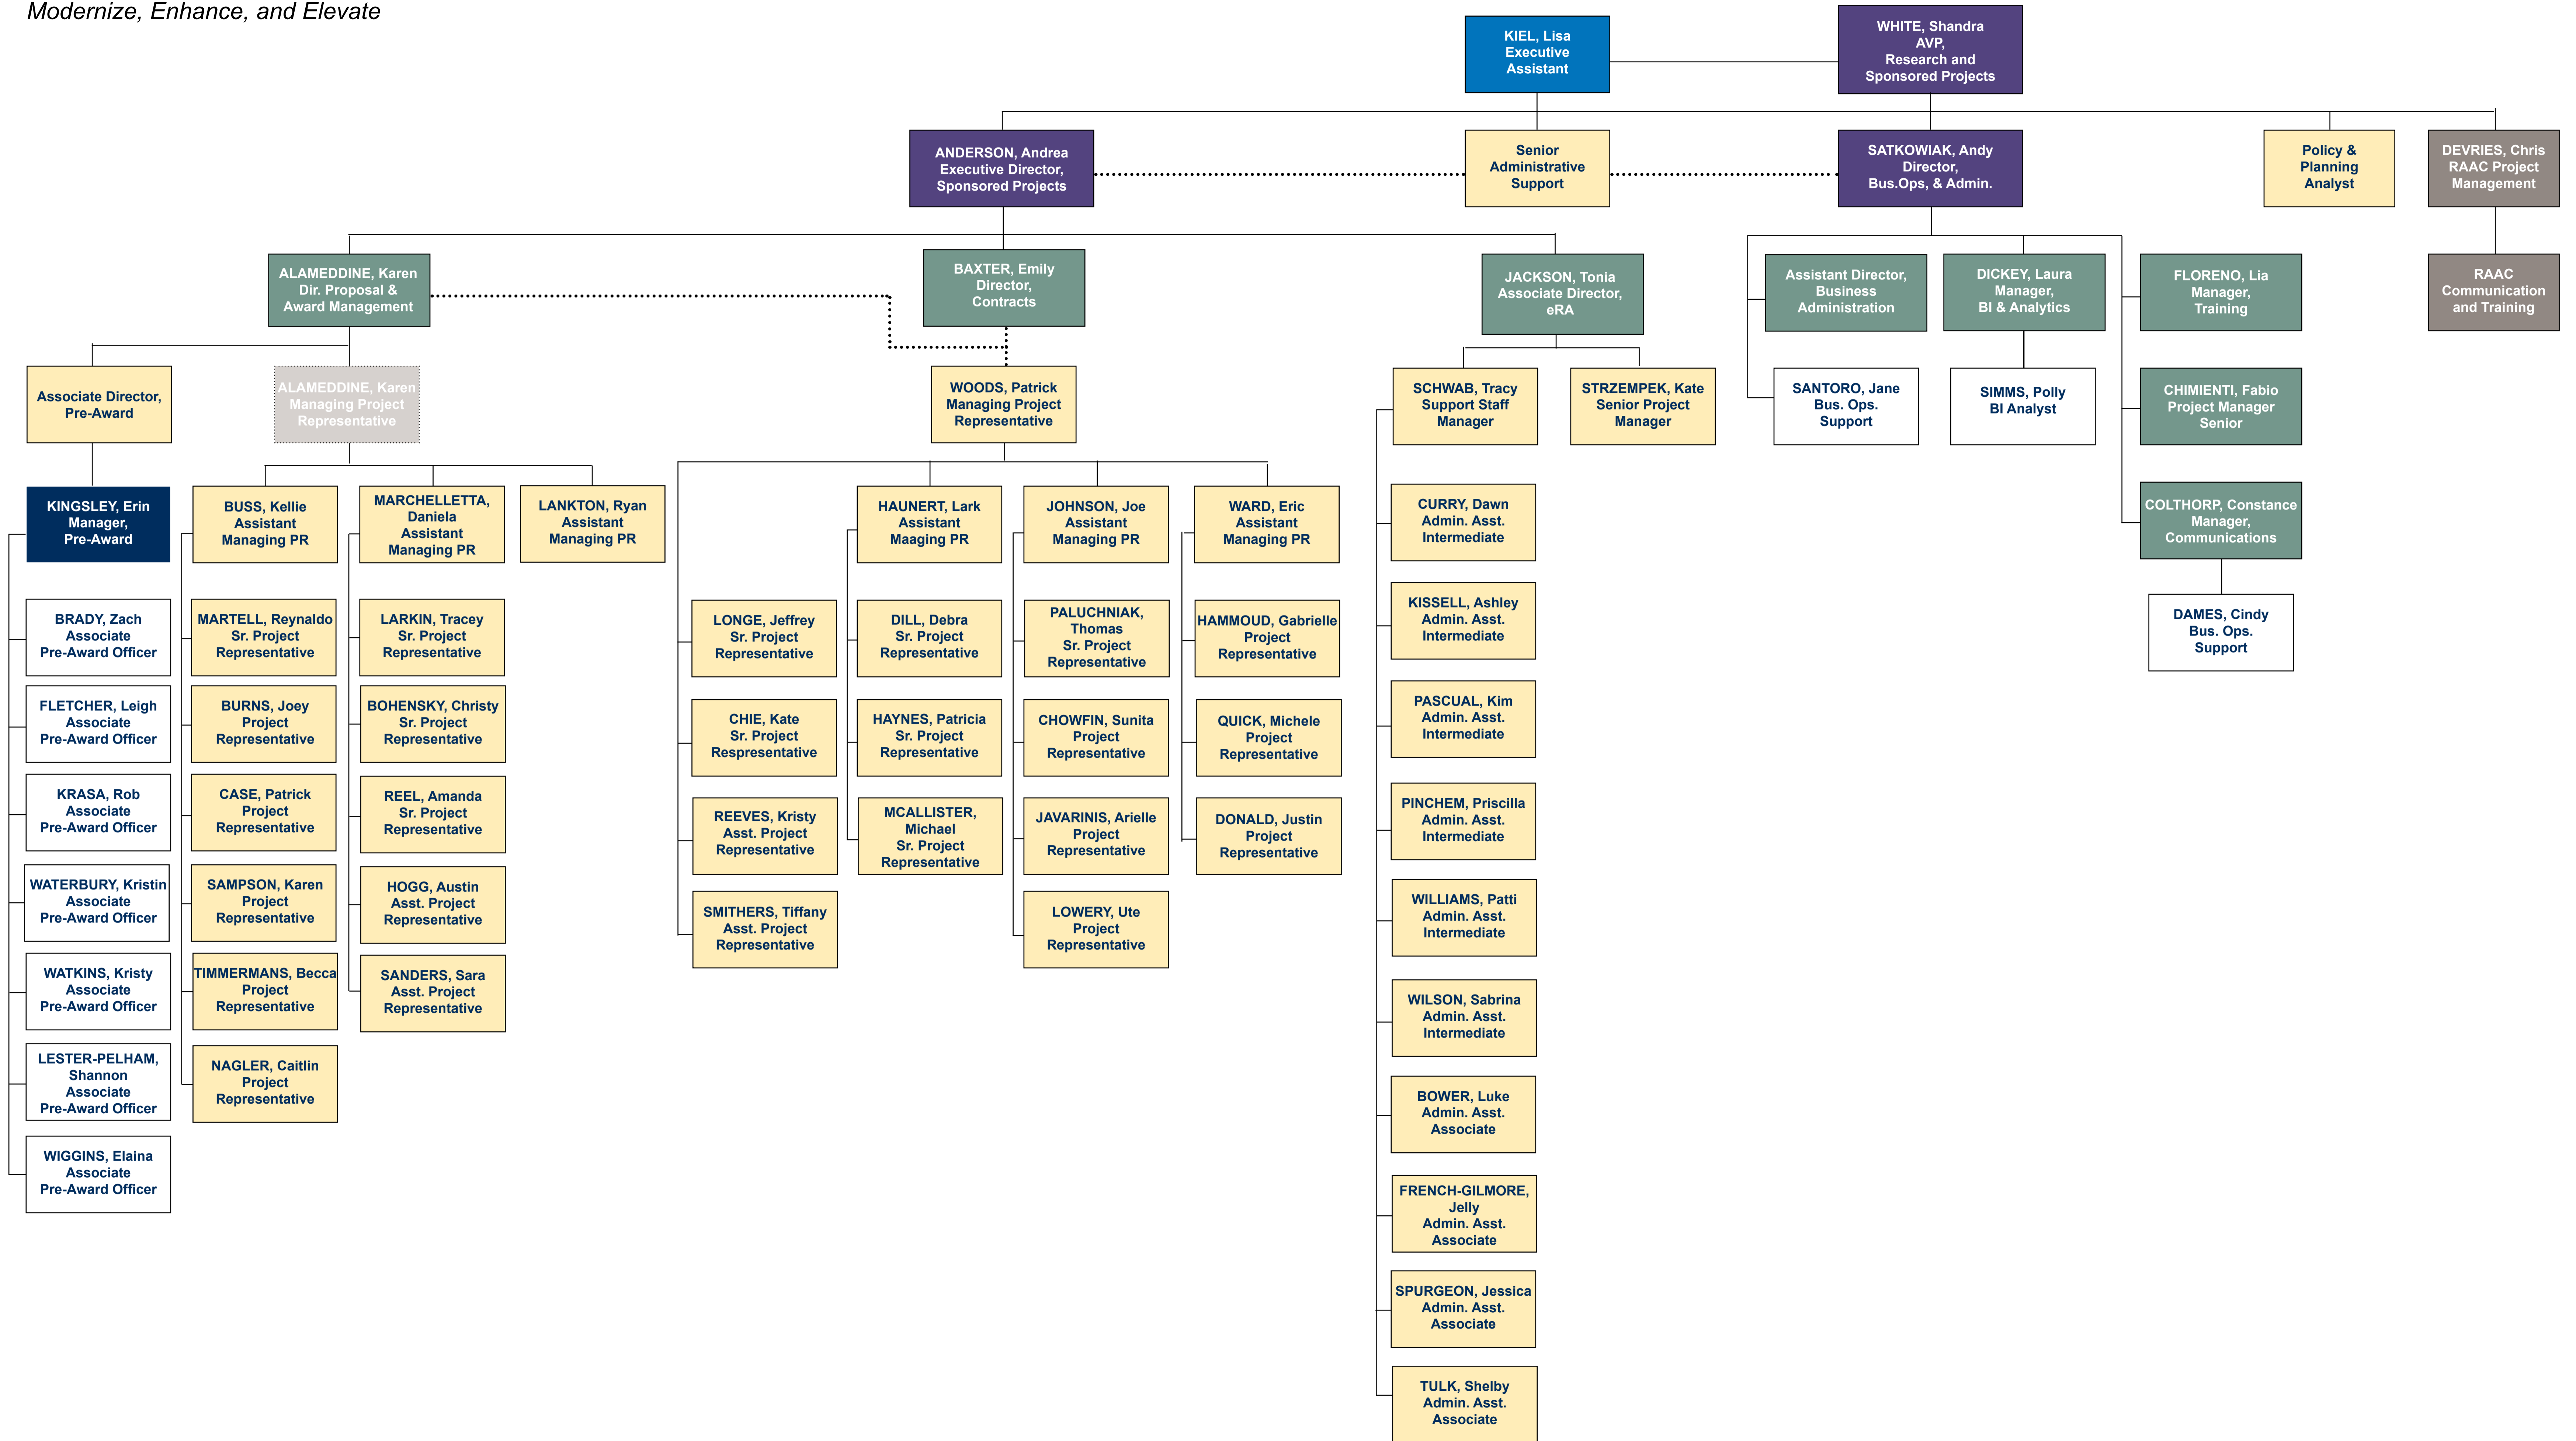 Modernize, Enhance, and Elevate
KIEL, Lisa
Executive
Assistant
WHITE, Shandra
AVP,
Research and
Sponsored Projects
ANDERSON, Andrea
Executive Director,
Sponsored Projects
Senior
Administrative
Support
SATKOWIAK, Andy
Director,
Bus.Ops, & Admin.
Policy &
Planning
Analyst
DEVRIES, Chris
RAAC Project
Management
ALAMEDDINE, Karen
Dir. Proposal &
Award Management
BAXTER, Emily
Director,
Contracts
JACKSON, Tonia
Associate Director,
eRA
Assistant Director,
Business
Administration
DICKEY, Laura
Manager,
BI & Analytics
FLORENO, Lia
Manager,
Training
RAAC
Communication
and Training
Associate Director,
Pre-Award
ALAMEDDINE, Karen
Managing Project
Representative
WOODS, Patrick
Managing Project
Representative
SCHWAB, Tracy
Support Staff
Manager
STRZEMPEK, Kate
Senior Project
Manager
SANTORO, Jane
Bus. Ops.
Support
SIMMS, Polly
BI Analyst
CHIMIENTI, Fabio
Project Manager
Senior
KINGSLEY, Erin
Manager,
Pre-Award
BUSS, Kellie
Assistant
Managing PR
MARCHELLETTA,
Daniela
Assistant
Managing PR
LANKTON, Ryan
Assistant
Managing PR
HAUNERT, Lark
Assistant
Maaging PR
JOHNSON, Joe
Assistant
Managing PR
WARD, Eric
Assistant
Managing PR
CURRY, Dawn
Admin. Asst.
Intermediate
COLTHORP, Constance
Manager,
Communications
BRADY, Zach
Associate
Pre-Award Officer
MARTELL, Reynaldo
Sr. Project
Representative
LARKIN, Tracey
Sr. Project
Representative
LONGE, Jeffrey
Sr. Project
Representative
DILL, Debra
Sr. Project
Representative
PALUCHNIAK,
Thomas
Sr. Project
Representative
HAMMOUD, Gabrielle
Project
Representative
KISSELL, Ashley
Admin. Asst.
Intermediate
DAMES, Cindy
Bus. Ops.
Support
FLETCHER, Leigh
Associate
Pre-Award Officer
BURNS, Joey
Project
Representative
BOHENSKY, Christy
Sr. Project
Representative
CHIE, Kate
Sr. Project
Respresentative
HAYNES, Patricia
Sr. Project
Representative
CHOWFIN, Sunita
Project
Representative
QUICK, Michele
Project
Representative
PASCUAL, Kim
Admin. Asst.
Intermediate
KRASA, Rob
Associate
Pre-Award Officer
CASE, Patrick
Project
Representative
REEL, Amanda
Sr. Project
Representative
REEVES, Kristy
Asst. Project
Representative
MCALLISTER,
Michael
Sr. Project
Representative
JAVARINIS, Arielle
Project
Representative
DONALD, Justin
Project
Representative
PINCHEM, Priscilla
Admin. Asst.
Intermediate
WATERBURY, Kristin
Associate
Pre-Award Officer
SAMPSON, Karen
Project
Representative
HOGG, Austin
Asst. Project
Representative
SMITHERS, Tiffany
Asst. Project
Representative
LOWERY, Ute
Project
Representative
WILLIAMS, Patti
Admin. Asst.
Intermediate
WATKINS, Kristy
Associate
Pre-Award Officer
TIMMERMANS, Becca
Project
Representative
SANDERS, Sara
Asst. Project
Representative
WILSON, Sabrina
Admin. Asst.
Intermediate
LESTER-PELHAM,
Shannon
Associate
Pre-Award Officer
NAGLER, Caitlin
Project
Representative
BOWER, Luke
Admin. Asst.
Associate
WIGGINS, Elaina
Associate
Pre-Award Officer
FRENCH-GILMORE,
Jelly
Admin. Asst.
Associate
SPURGEON, Jessica
Admin. Asst.
Associate
TULK, Shelby
Admin. Asst.
Associate